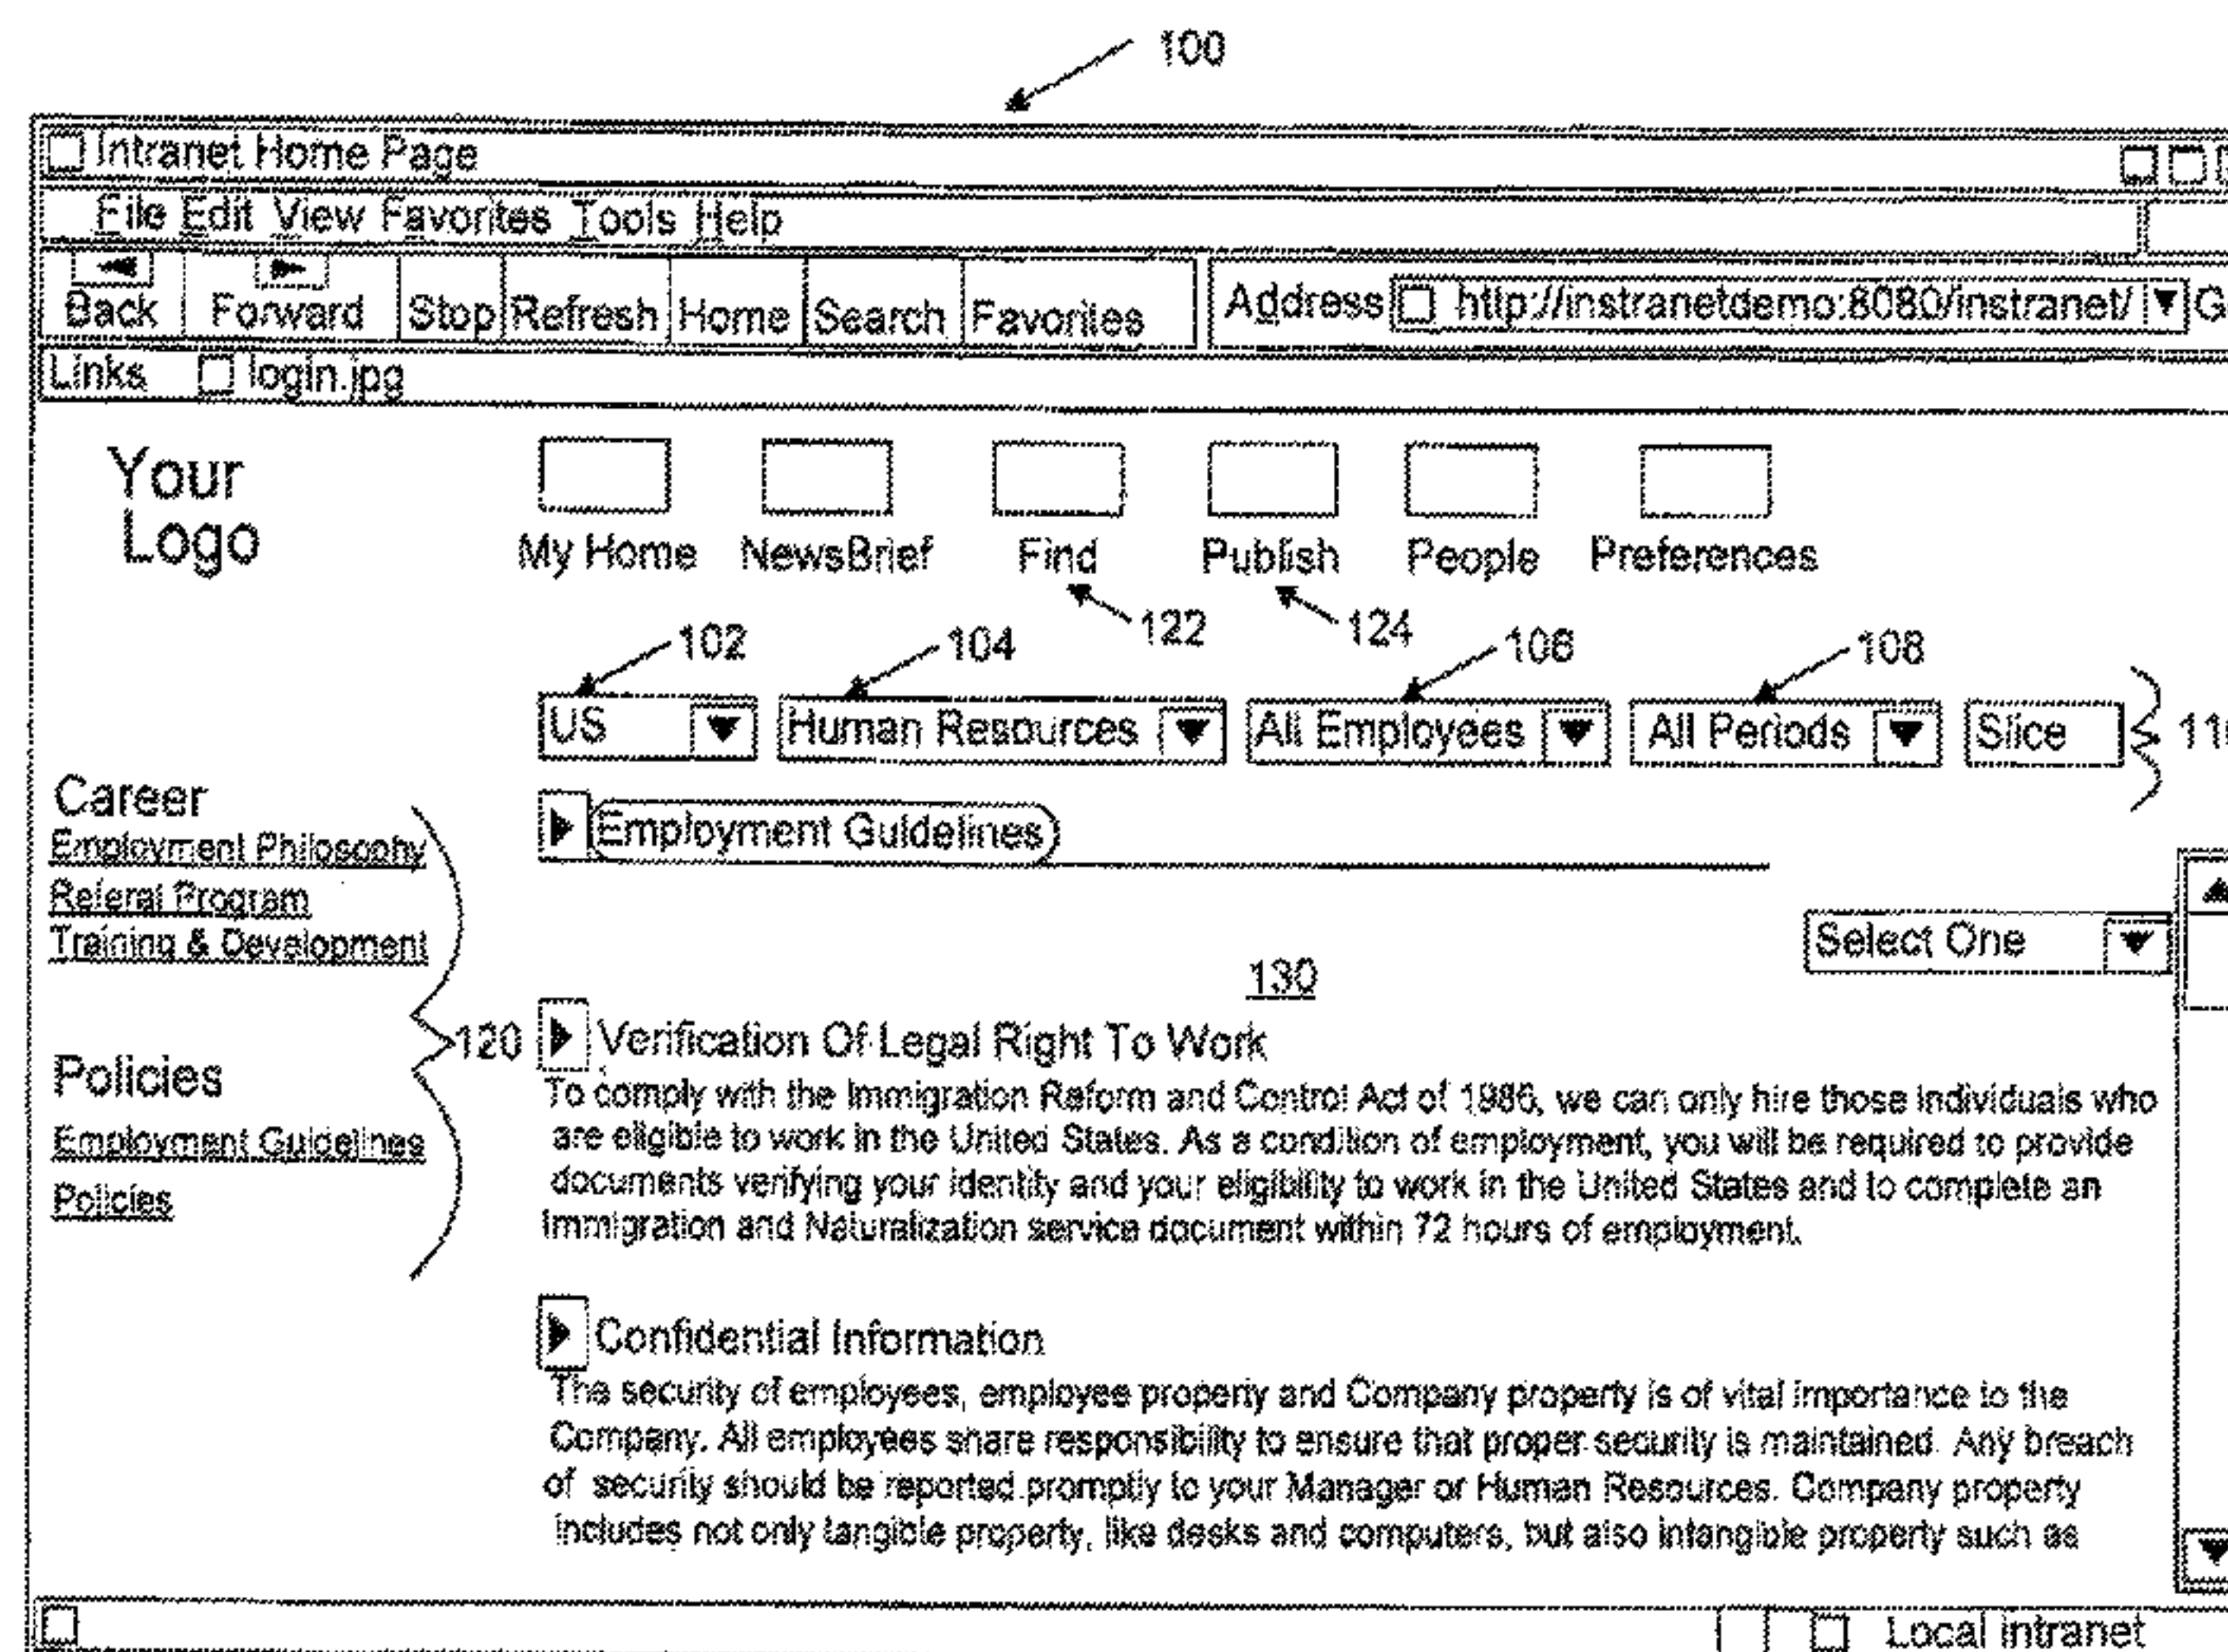 100
Intranet Home Page
File Edit View Favorites Tools Help
Back Forward Stop Refresh Home Search Favorites Address http://instranetdemo:8080/instranet/
Links login.jpg
Your
Logo
My Home NewsBrief Find Publish People Preferences
122 124
102 104 106 108
US Human Resources All Employees All Periods Slice
Employment Guidelines
Career
Employment Philosophy
Referal Program
Training & Development
Select One
130
120
Policies
Employment Guidelines
Policies
Verification Of Legal Right To Work
To comply with the Immigration Reform and Control Act of 1986, we can only hire those individuals who
are eligible to work in the United States. As a condition of employment, you will be required to provide
documents verifying your identity and your eligibility to work in the United States and to complete an
Immigration and Naturalization service document within 72 hours of employment.
Confidential Information
The security of employees, employee property and Company property is of vital importance to the
Company. All employees share responsibility to ensure that proper security is maintained. Any breach
of security should be reported promptly to your Manager or Human Resources. Company property
includes not only tangible property, like desks and computers, but also intangible property such as
Local intranet